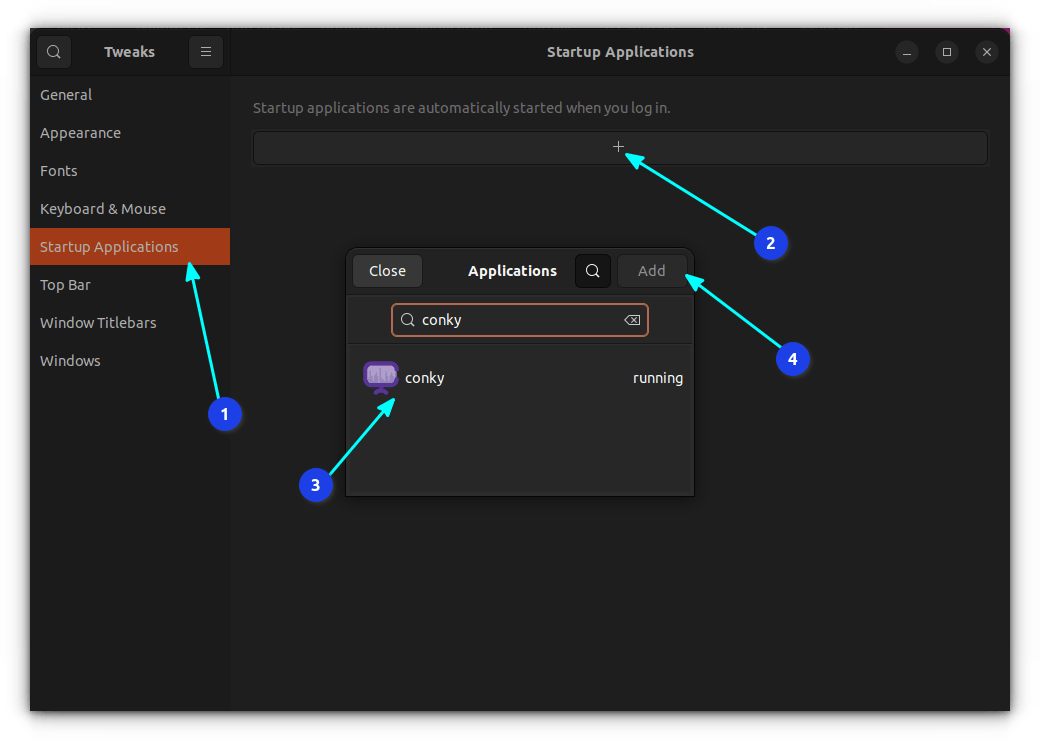 Tweaks
Startup Applications
General
Appearance
Fonts
Keyboard & Mouse
Startup Applications
Top Bar
Window Titlebars
Windows
Startup applications are automatically started when you log in.
+
2
Close
Applications
Add
conky
conky
running
4
1
3